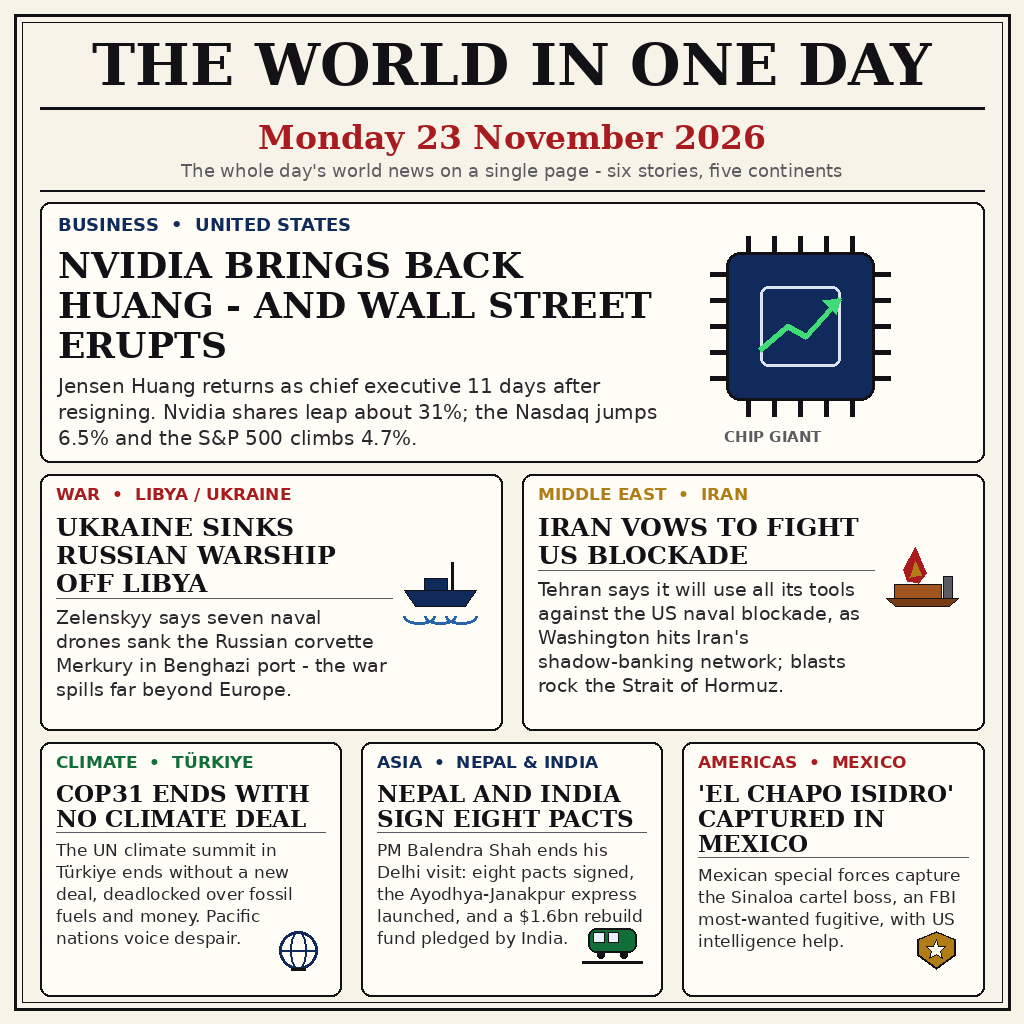 THE WORLD IN ONE DAY
Monday 23 November 2026
The whole day's world news on a single page - six stories, five continents
BUSINESS • UNITED STATES
NVIDIA BRINGS BACK
HUANG - AND WALL STREET
ERUPTS
Jensen Huang returns as chief executive 11 days after
resigning. Nvidia shares leap about 31%; the Nasdaq jumps
6.5% and the S&P 500 climbs 4.7%.
CHIP GIANT
WAR • LIBYA / UKRAINE
UKRAINE SINKS
RUSSIAN WARSHIP
OFF LIBYA
Zelenskyy says seven naval
drones sank the Russian corvette
Merkury in Benghazi port - the war
spills far beyond Europe.
MIDDLE EAST • IRAN
IRAN VOWS TO FIGHT
US BLOCKADE
Tehran says it will use all its tools
against the US naval blockade, as
Washington hits Iran's
shadow-banking network; blasts
rock the Strait of Hormuz.
CLIMATE • TÜRKIYE
COP31 ENDS WITH
NO CLIMATE DEAL
The UN climate summit in
Türkiye ends without a new
deal, deadlocked over fossil
fuels and money. Pacific
nations voice despair.
ASIA • NEPAL & INDIA
NEPAL AND INDIA
SIGN EIGHT PACTS
PM Balendra Shah ends his
Delhi visit: eight pacts signed,
the Ayodhya-Janakpur express
launched, and a $1.6bn rebuild
fund pledged by India.
AMERICAS • MEXICO
'EL CHAPO ISIDRO'
CAPTURED IN
MEXICO
Mexican special forces capture
the Sinaloa cartel boss, an FBI
most-wanted fugitive, with US
intelligence help.